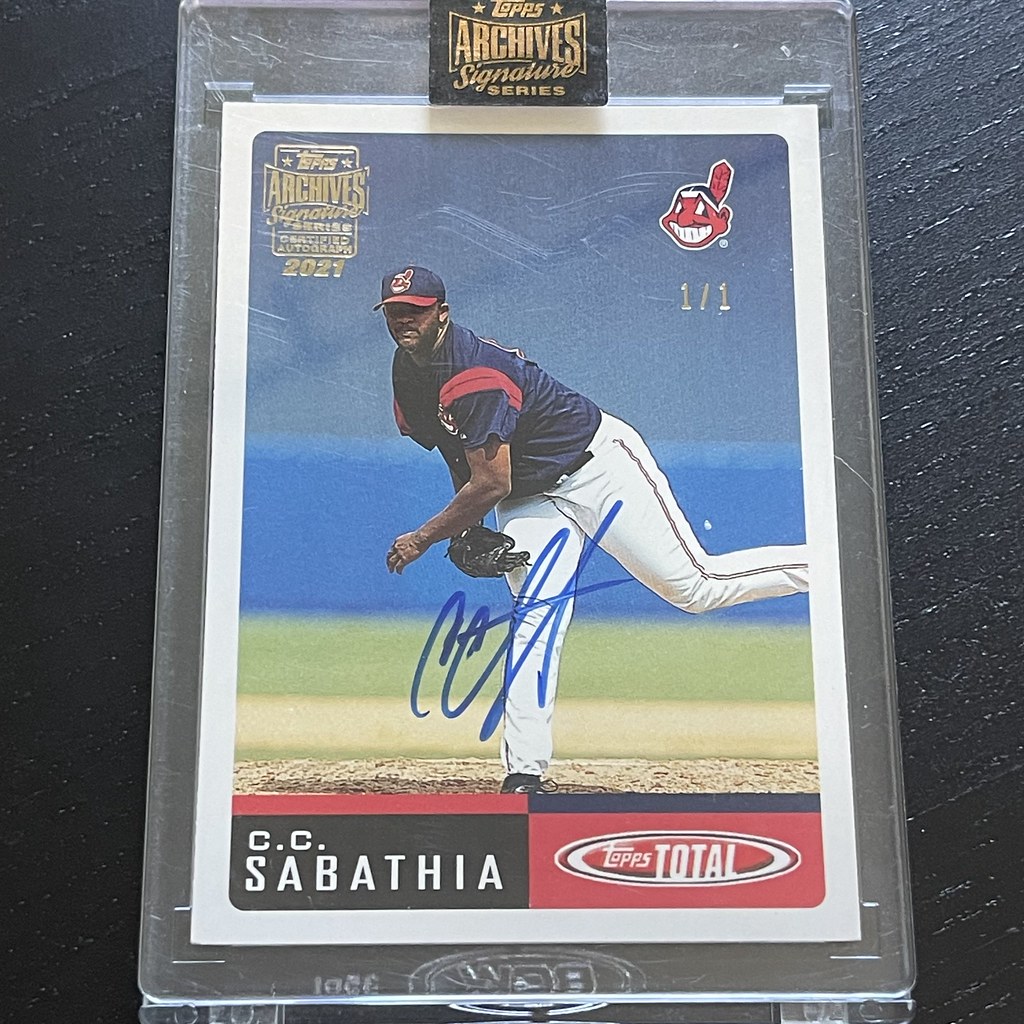 Topps
ARCHIVES
Signature
SERIES
Topps
ARCHIVES
Signature
SERIES
CERTIFIED
AUTOGRAPH
2021
1/1
C.C.
SABATHIA
Topps TOTAL